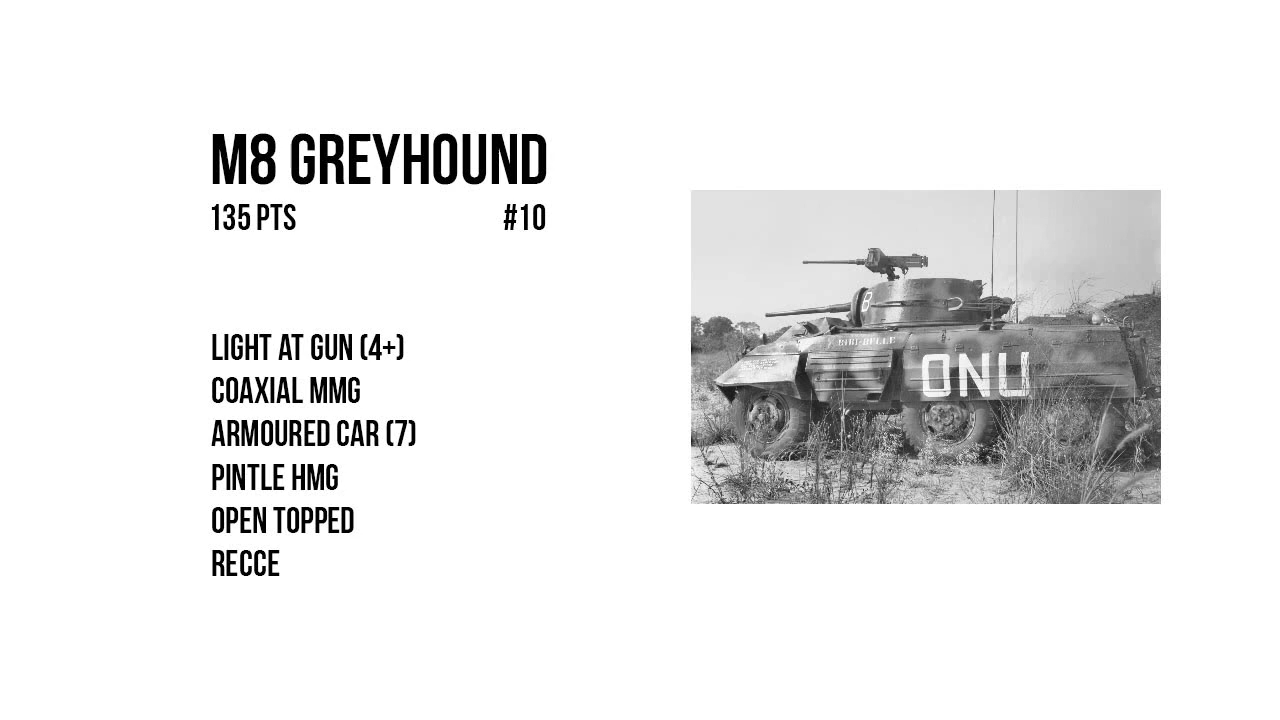 M8 GREYHOUND
135 PTS #10
LIGHT AT GUN (4+)
COAXIAL MMG
ARMOURED CAR (7)
PINTLE HMG
OPEN TOPPED
RECCE
8
ONU